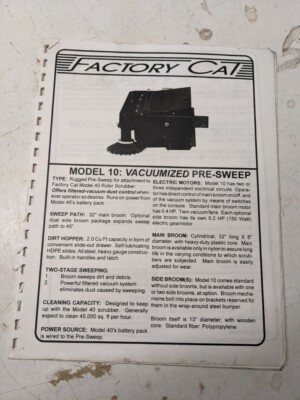 FACTORY CAT
MODEL 10: VACUUMIZED PRE-SWEEP
TYPE: Rugged Pre-Sweep for attachment to
Factory Cat Model 40 Rider Scrubber.
Offers filtered-vacuum dust control when-
ever operator so desires. Runs on power from
Model 40's battery pack.
SWEEP PATH: 32" main broom. Optional
dual side broom package expands sweep
path to 46"
DIRT HOPPER: 2.0 Cu Ft capacity in form of
convenient slide-out drawer. Self-lubricating
HDPE slides. All steel, heavy gauge construc-
tion. Built-in handles and latch.
TWO-STAGE SWEEPING:
1 Broom sweeps dirt and debris.
2 Powerful filtered vacuum system
eliminates dust caused by sweeping.
CLEANING CAPACITY: Designed to keep
up with the Model 40 scrubber. Generally
expect to clean 45,000 sq. ft per hour.
POWER SOURCE: Model 40's battery pack
is wired to the Pre-Sweep.
ELECTRIC MOTORS: Model 10 has two or
three independent electrical circuits. Opera-
tor has direct control of main broom on/off and
of the vacuum system by means of switches
on the console. Standard main broom motor
has 0.4 HP. Twin vacuum fans. Each optional
side broom has its own 0.2 HP (150 Watt)
electric gearmotor.
MAIN BROOM: Cylindrical, 32" long X 8"
diameter, with heavy-duty plastic core. Main
broom is available only in nylon to assure long
life in the varying conditions to which scrub-
bers are subjected. Main broom is easily
adjusted for wear.
SIDE BROOM(S): Model 10 comes standard
without side brooms, but is available with one
or two side brooms, at option. Broom mecha-
nisms bolt into place on brackets reserved for
them in the wrap-around steel bumper.
Broom itself is 13" diameter, with wooden
core. Standard fiber: Polypropylene.